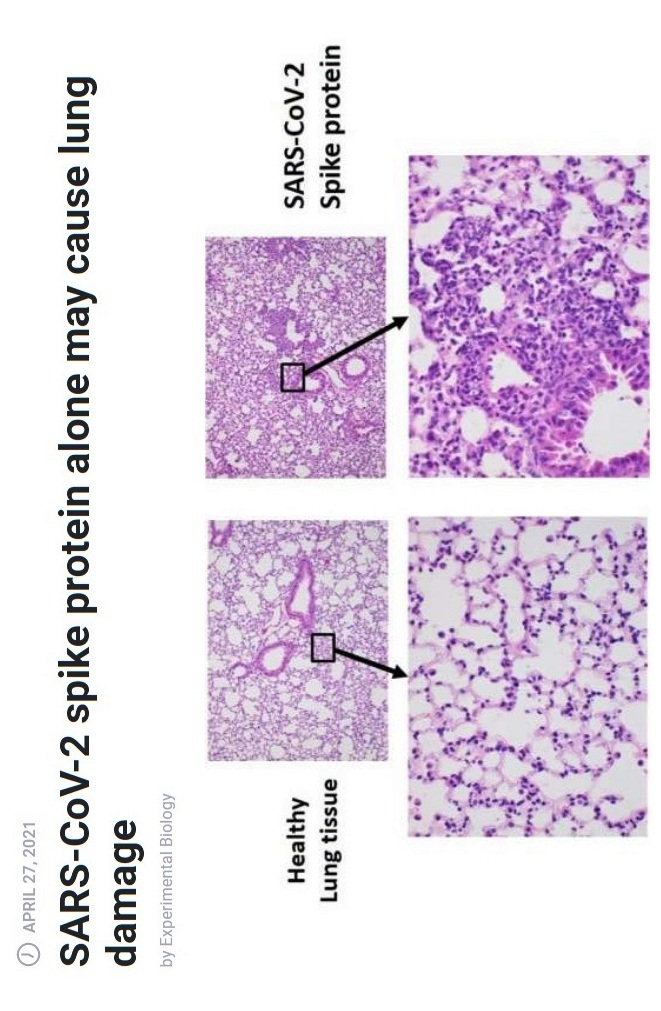 APRIL 27, 2021
SARS-CoV-2 spike protein alone may cause lung
damage
by Experimental Biology
Healthy
Lung tissue
SARS-CoV-2
Spike protein